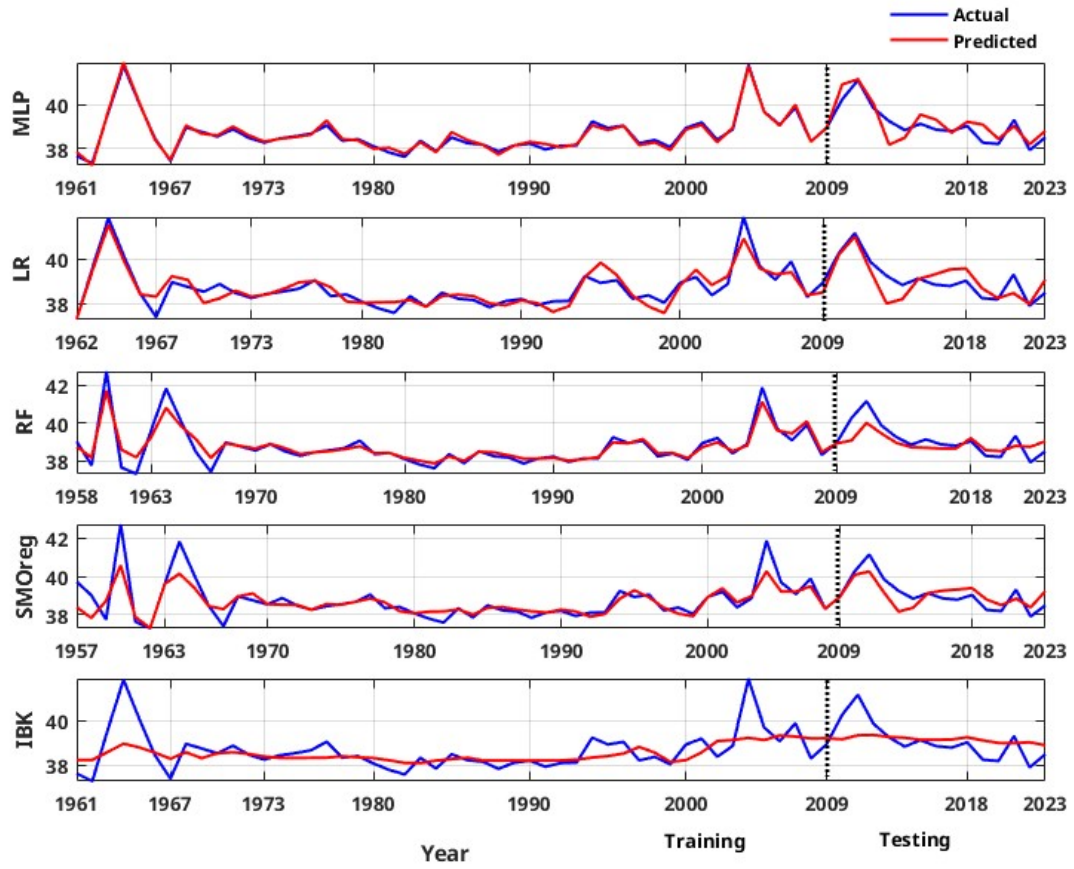 Actual
Predicted
MLP
40
38
1961 1967 1973 1980 1990 2000 2009 2018 2023
LR
40
38
1962 1967 1973 1980 1990 2000 2009 2018 2023
RF
42
40
38
1958 1963 1970 1980 1990 2000 2009 2018 2023
SMOreg
42
40
38
1957 1963 1970 1980 1990 2000 2009 2018 2023
IBK
40
38
1961 1967 1973 1980 1990 2000 2009 2018 2023
Training Testing
Year